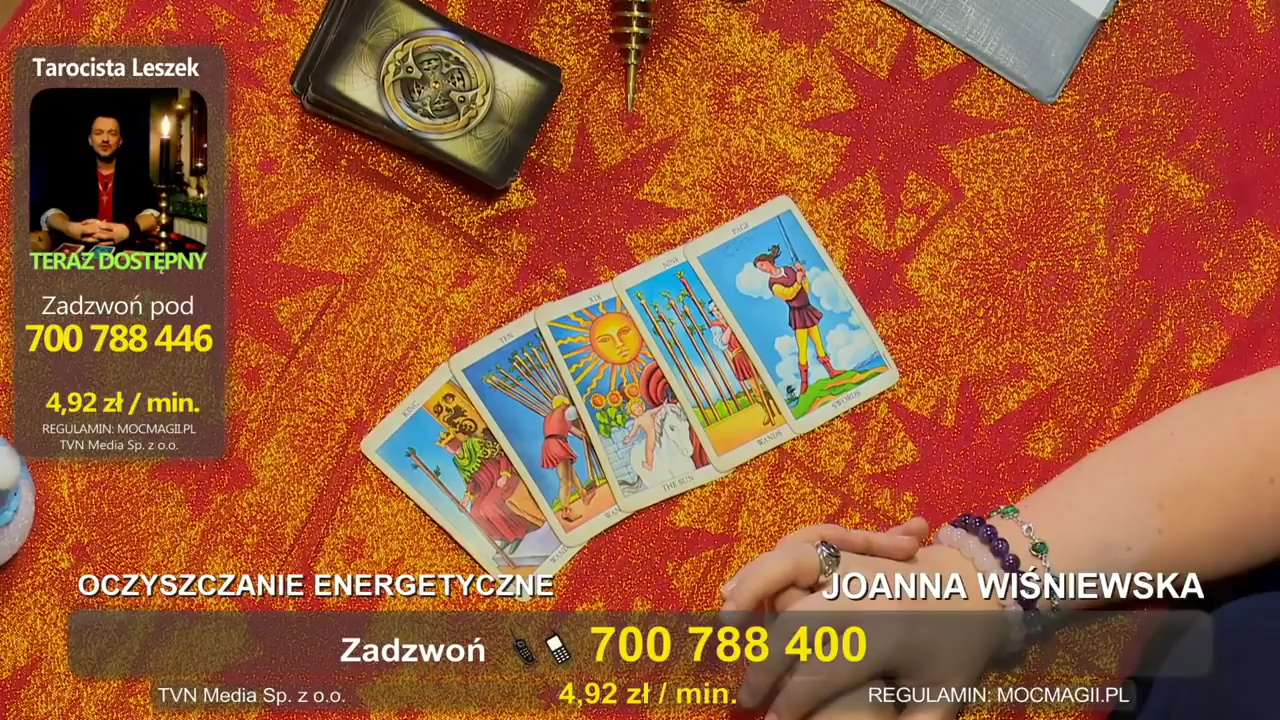 Tarocista Leszek
TERAZ DOSTĘPNY
Zadzwoń pod
700 788 446
4,92 zł / min.
REGULAMIN: MOCMAGII.PL
TVN Media Sp. z o.o.
KING
TEN
XIX
NINE
PAGE
WANDS
THE SUN
WANDS
SWORDS
OCZYSZCZANIE ENERGETYCZNE
JOANNA WIŚNIEWSKA
Zadzwoń 700 788 400
TVN Media Sp. z o.o.
4,92 zł / min.
REGULAMIN: MOCMAGII.PL